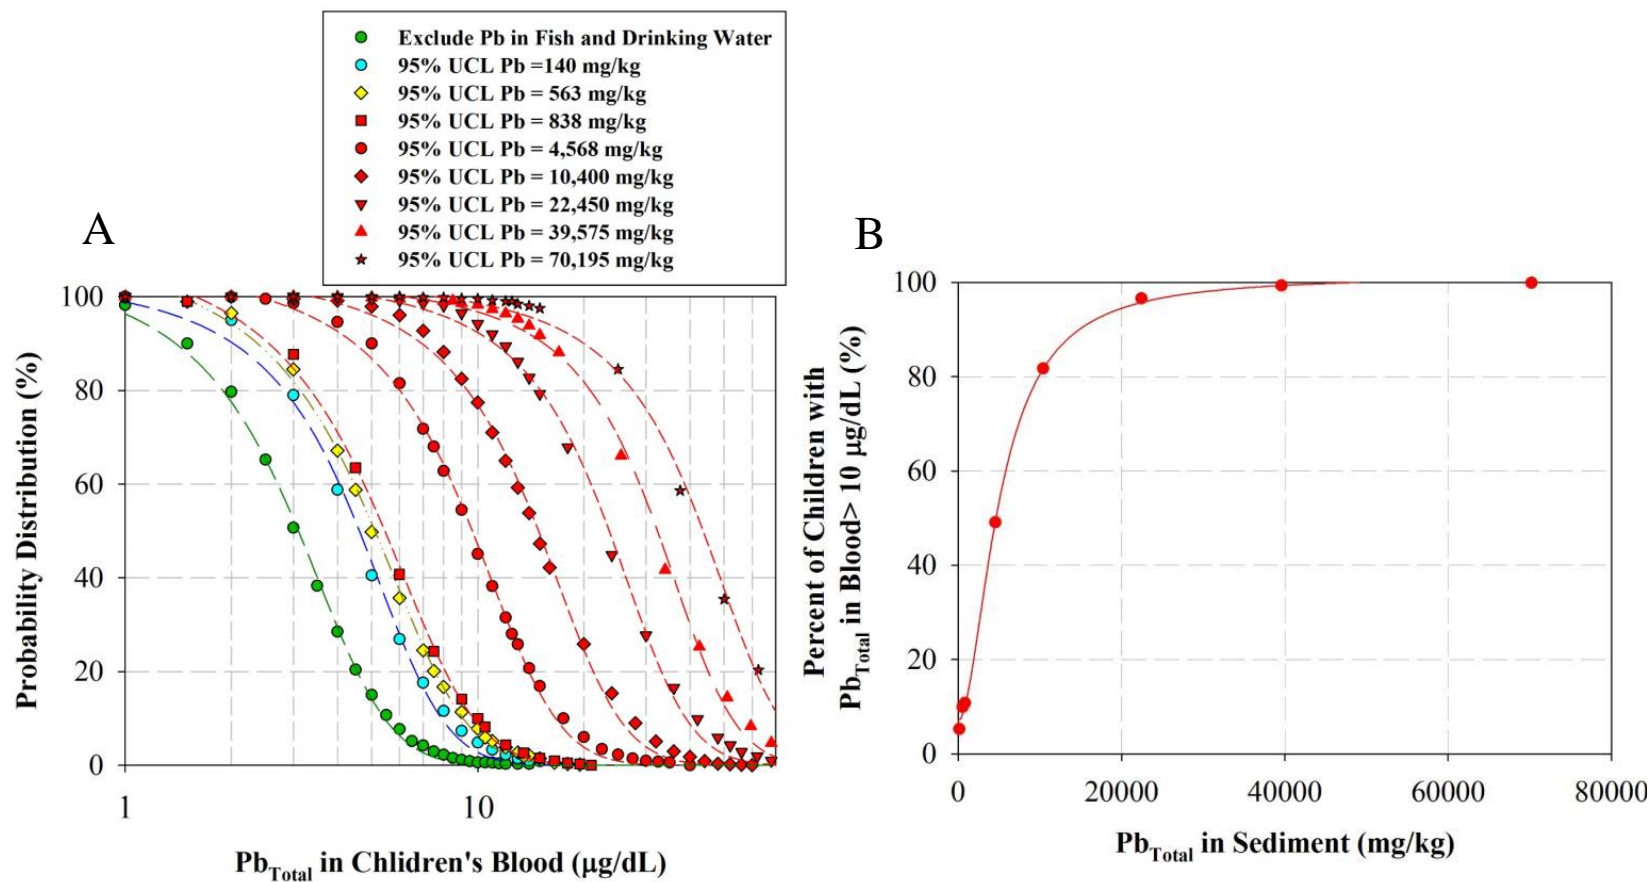 Exclude Pb in Fish and Drinking Water
95% UCL Pb =140 mg/kg
95% UCL Pb = 563 mg/kg
95% UCL Pb = 838 mg/kg
95% UCL Pb = 4,568 mg/kg
95% UCL Pb = 10,400 mg/kg
95% UCL Pb = 22,450 mg/kg
95% UCL Pb = 39,575 mg/kg
95% UCL Pb = 70,195 mg/kg
A
Probability Distribution (%)
100
80
60
40
20
0
1
10
PbTotal in Chlidren's Blood (µg/dL)
B
Percent of Children with
PbTotal in Blood> 10 µg/dL (%)
100
80
60
40
20
0
0
20000
40000
60000
80000
PbTotal in Sediment (mg/kg)